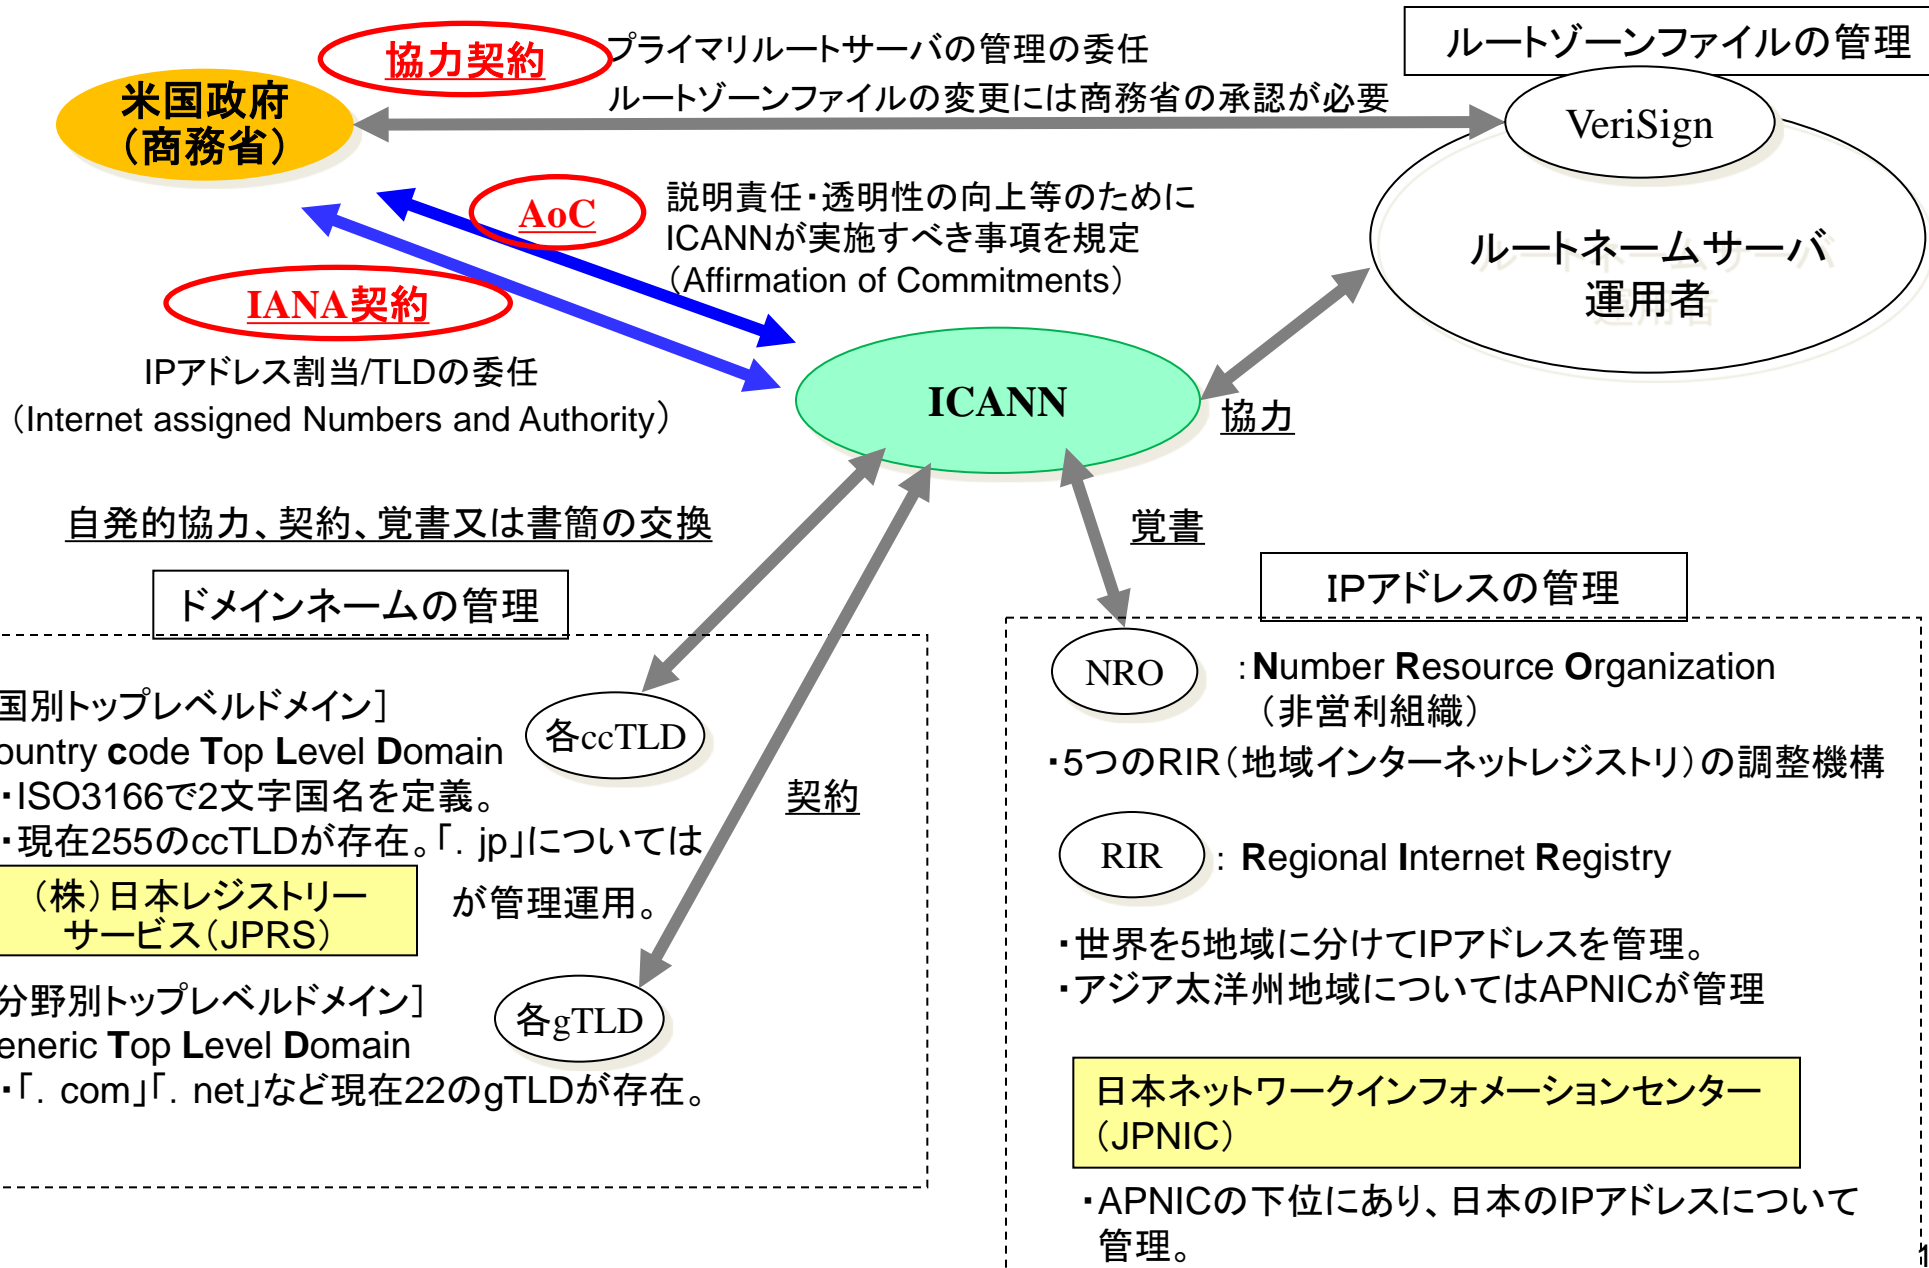 協力契約
プライマリルートサーバの管理の委任
ルートゾーンファイルの変更には商務省の承認が必要
ルートゾーンファイルの管理
米国政府
（商務省）
VeriSign
ルートネームサーバ
運用者
AoC
説明責任・透明性の向上等のために
ICANNが実施すべき事項を規定
（Affirmation of Commitments）
IANA契約
IPアドレス割当/TLDの委任
（Internet assigned Numbers and Authority）
ICANN
協力
自発的協力、契約、覚書又は書簡の交換
覚書
ドメインネームの管理
国別トップレベルドメイン］
ountry code Top Level Domain
・ISO3166で2文字国名を定義。
・現在255のccTLDが存在。「．jp」については
（株）日本レジストリー
サービス（JPRS）
が管理運用。
各ccTLD
契約
分野別トップレベルドメイン］
eneric Top Level Domain
・「．com」「．net」など現在22のgTLDが存在。
各gTLD
IPアドレスの管理
NRO
：Number Resource Organization
（非営利組織）
・5つのRIR（地域インターネットレジストリ）の調整機構
RIR
： Regional Internet Registry
・世界を5地域に分けてIPアドレスを管理。
・アジア太洋州地域についてはAPNICが管理
日本ネットワークインフォメーションセンター
（JPNIC）
・APNICの下位にあり、日本のIPアドレスについて
管理。
1